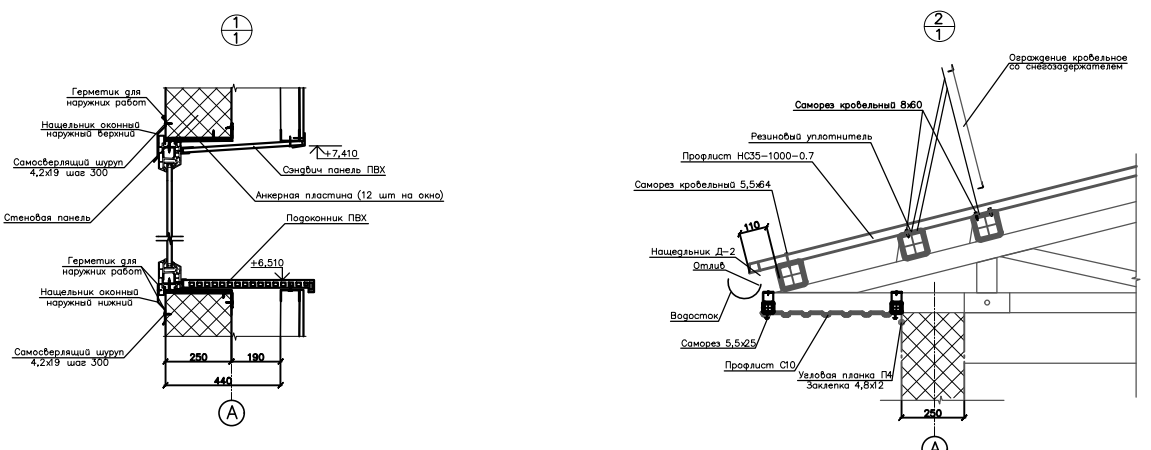 1
1
Герметик для
наружних работ
Нащельник оконный
наружный верхний
Самосверлящий шуруп
4,2х19 шаг 300
Стеновая панель
+7,410
Сэндвич панель ПВХ
Анкерная пластина (12 шт на окно)
Подоконник ПВХ
+6,510
Герметик для
наружних работ
Нащельник оконный
наружный нижний
Самосверлящий шуруп
4,2х19 шаг 300
250
190
440
А
2
1
Ограждение кровельное
со снегозадержателем
Саморез кровельный 8х60
Резиновый уплотнитель
Профлист НС35-1000-0.7
Саморез кровельный 5,5х64
110
Нащедльник Д-2
Отлив
Водосток
Саморез 5,5х25
Профлист С10
Угловая планка П4
Заклепка 4,8х12
250
А